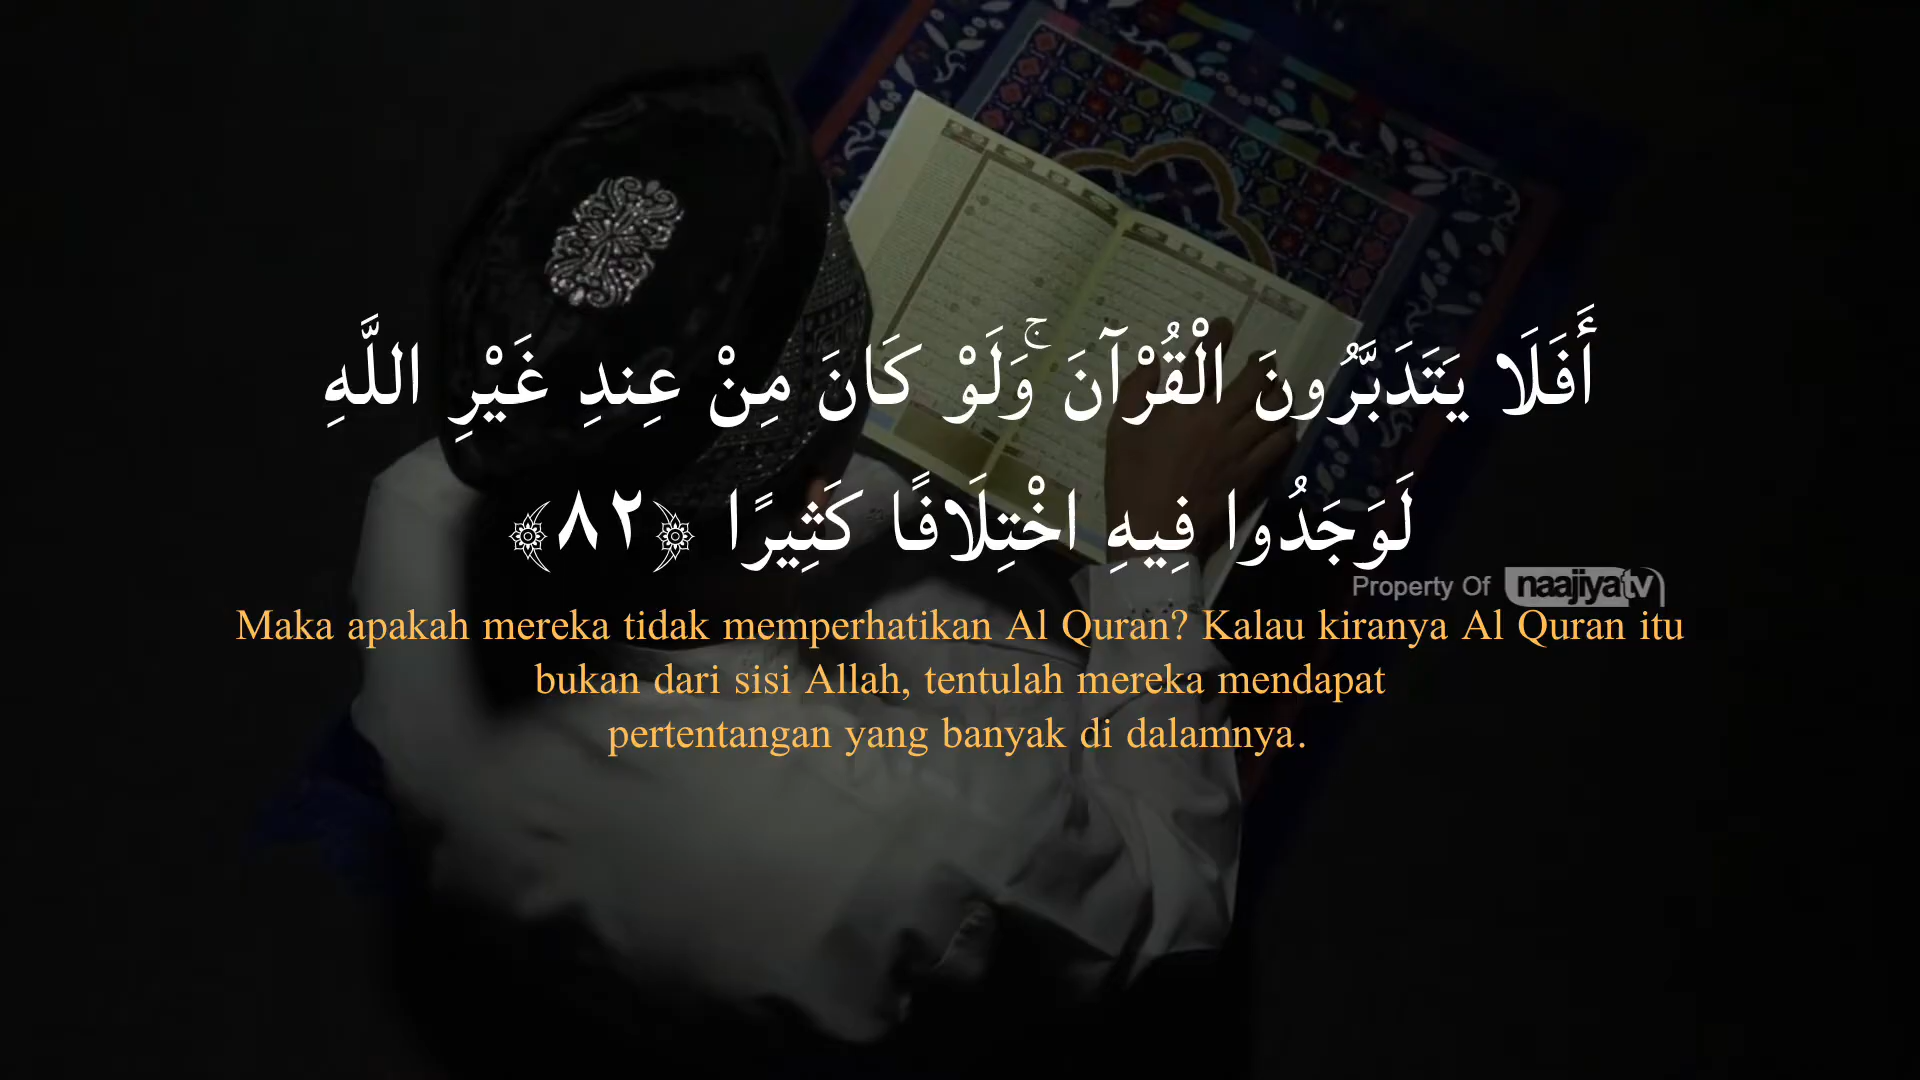 أَفَلَا يَتَدَبَّرُونَ الْقُرْآنَ ۚ وَلَوْ كَانَ مِنْ عِندِ غَيْرِ اللَّهِ
لَوَجَدُوا فِيهِ اخْتِلَافًا كَثِيرًا ﴿٨٢﴾
Property Of naajiyatv
Maka apakah mereka tidak memperhatikan Al Quran? Kalau kiranya Al Quran itu
bukan dari sisi Allah, tentulah mereka mendapat
pertentangan yang banyak di dalamnya.